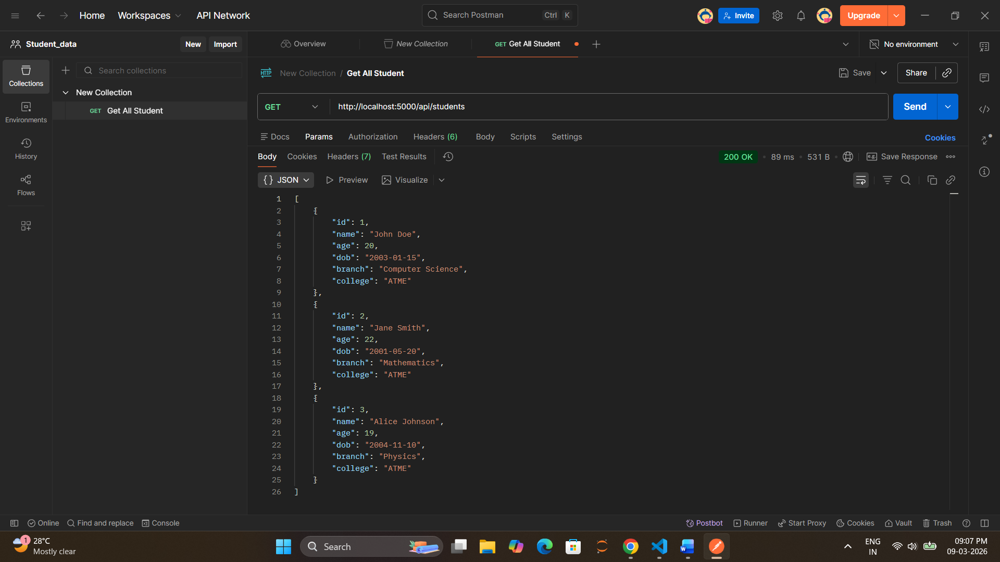 Home Workspaces API Network Search Postman Ctrl K Invite Upgrade
Student_data New Import Overview New Collection GET Get All Student No environment
Collections Search collections HTTP New Collection / Get All Student Save Share
New Collection
GET Get All Student GET http://localhost:5000/api/students Send
Environments
Docs Params Authorization Headers (6) Body Scripts Settings Cookies
History Body Cookies Headers (7) Test Results 200 OK • 89 ms • 531 B • e.g. Save Response
Flows {} JSON Preview Visualize
1 [
2 {
3 "id": 1,
4 "name": "John Doe",
5 "age": 20,
6 "dob": "2003-01-15",
7 "branch": "Computer Science",
8 "college": "ATME"
9 },
10 {
11 "id": 2,
12 "name": "Jane Smith",
13 "age": 22,
14 "dob": "2001-05-20",
15 "branch": "Mathematics",
16 "college": "ATME"
17 },
18 {
19 "id": 3,
20 "name": "Alice Johnson",
21 "age": 19,
22 "dob": "2004-11-10",
23 "branch": "Physics",
24 "college": "ATME"
25 }
26 ]
Online Find and replace Console Postbot Runner Start Proxy Cookies Vault Trash
1 28°C Search ENG 09:07 PM
Mostly clear IN 09-03-2026